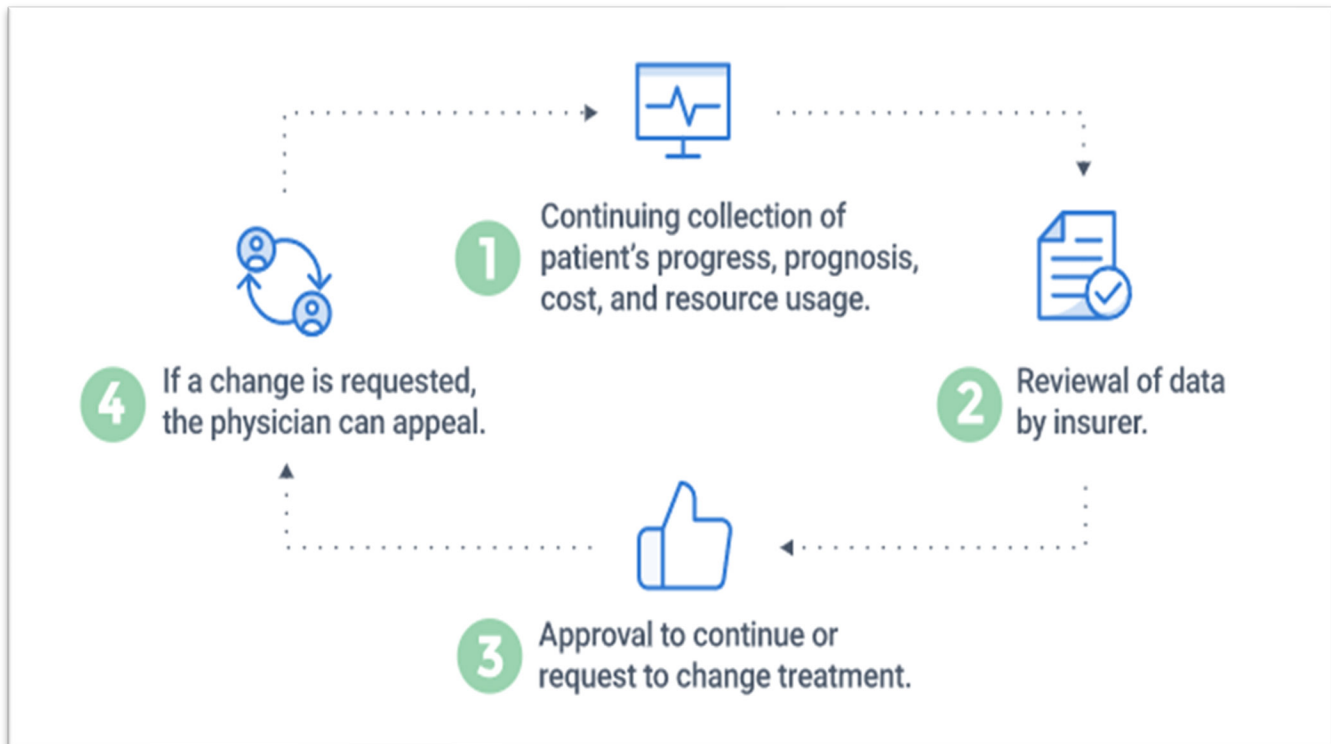 1
Continuing collection of
patient's progress, prognosis,
cost, and resource usage.
2
Reviewal of data
by insurer.
3
Approval to continue or
request to change treatment.
4
If a change is requested,
the physician can appeal.